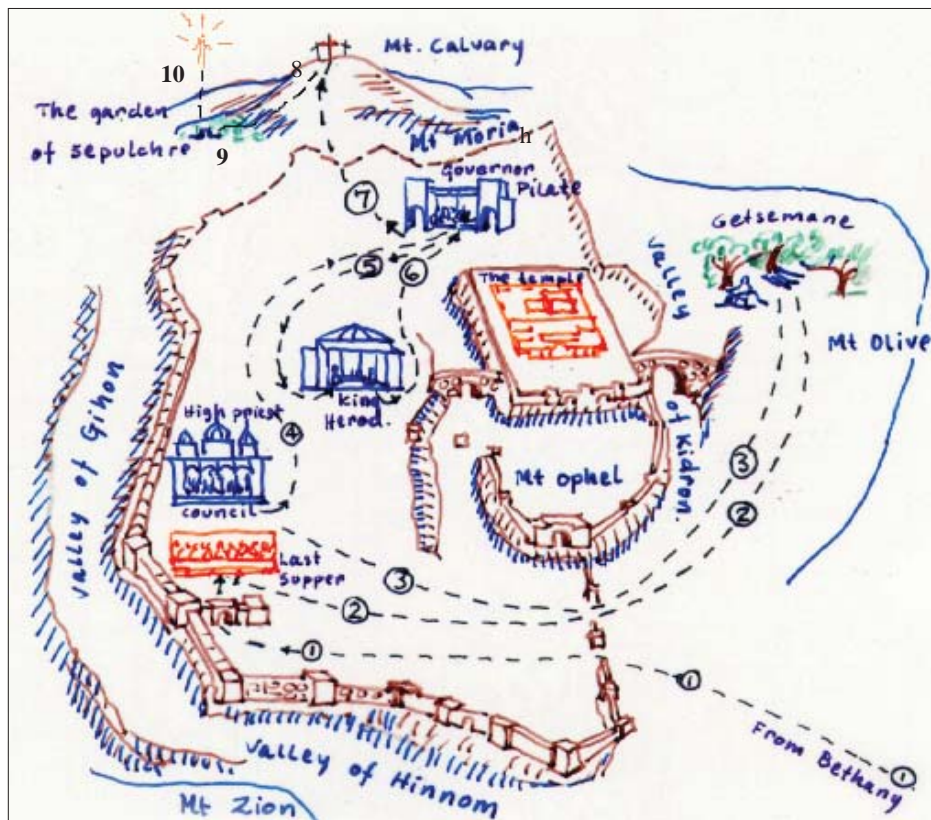 Mt. Calvary
10
8
The garden
of Sepulchre
9
Mt Moria
h
Governor
Pilate
7
Getsemane
5
6
The temple
Valley
of Kidron.
Mt Olive
King
Herod.
High priest
4
council
Valley of Gihon
Mt Ophel
3
2
Last
Supper
3
2
1
1
From Bethany
1
Valley of Hinnom
Mt Zion